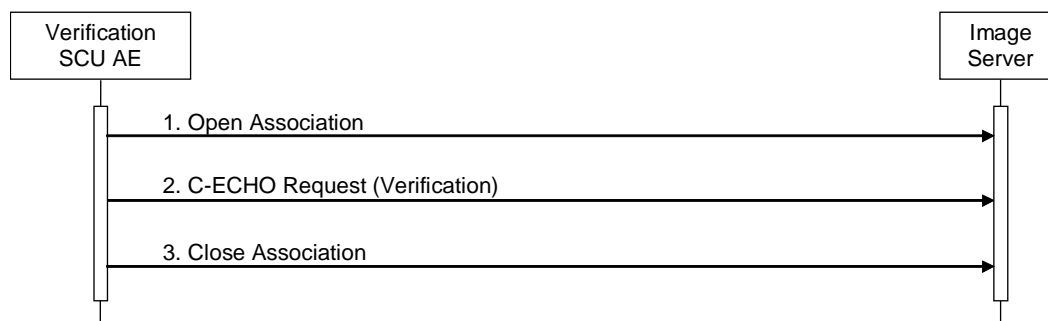 Verification
SCU AE
Image
Server
1. Open Association
2. C-ECHO Request (Verification)
3. Close Association